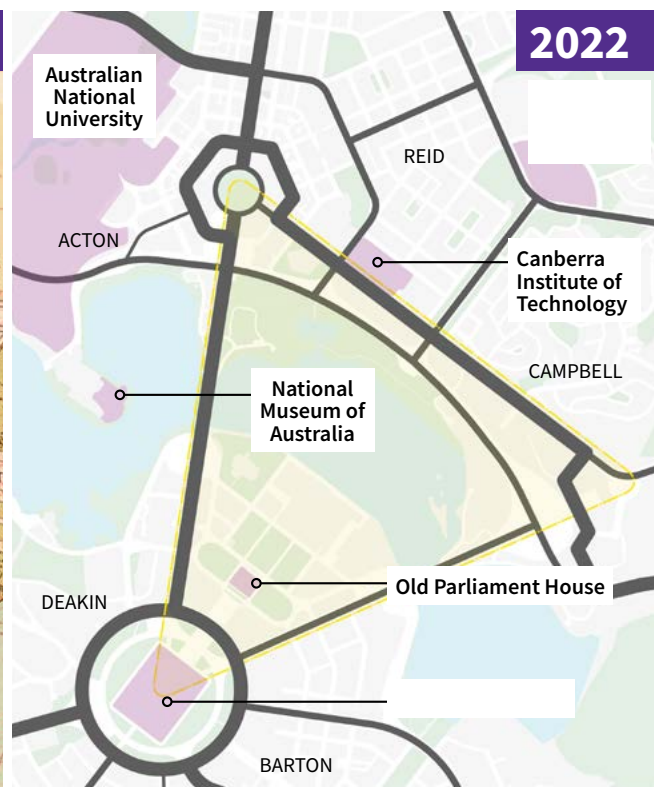 2022
Australian
National
University
REID
ACTON
Canberra
Institute of
Technology
CAMPBELL
National
Museum of
Australia
Old Parliament House
DEAKIN
BARTON